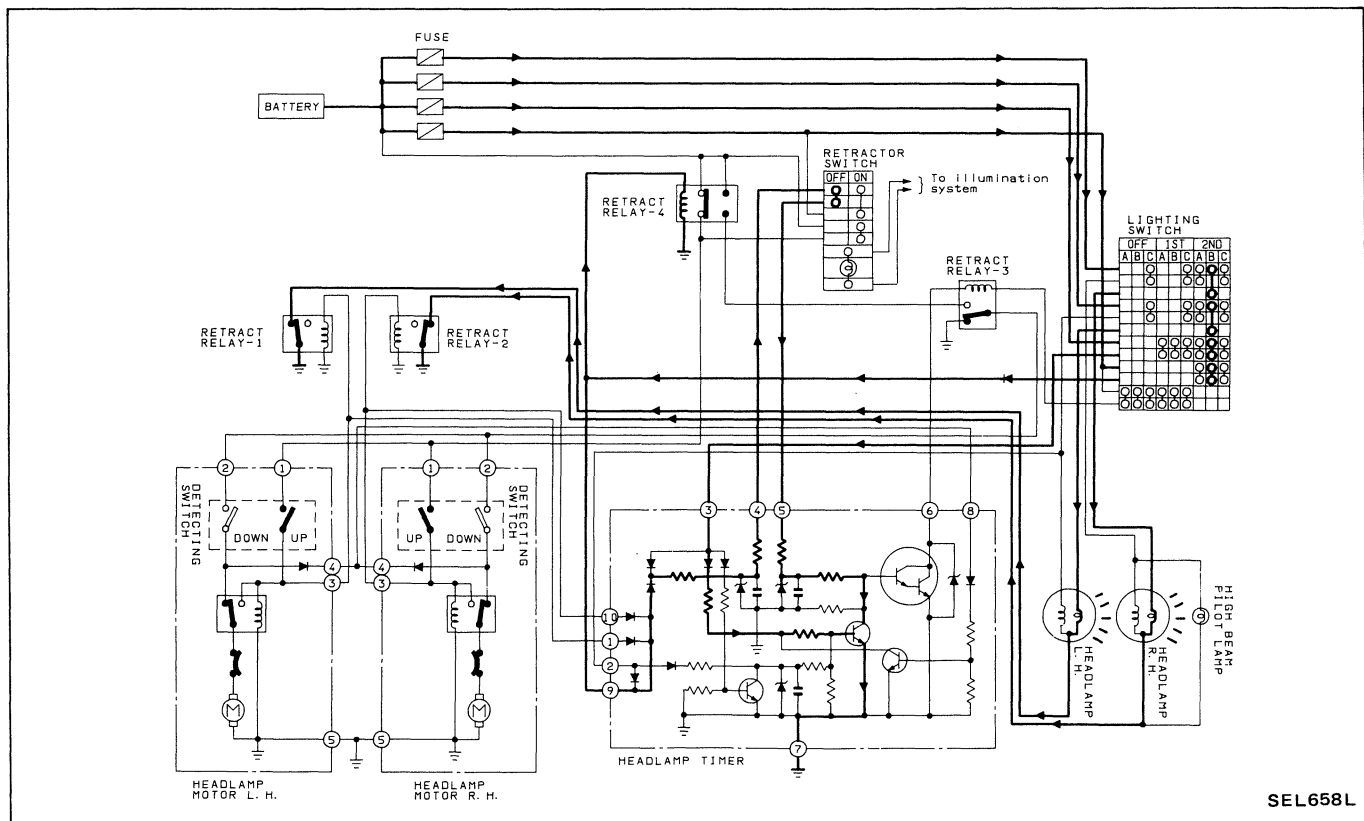 FUSE
BATTERY
RETRACTOR
SWITCH
OFF ON
To illumination
system
RETRACT
RELAY-4
LIGHTING
SWITCH
OFF 1ST 2ND
A B C A B C A B C
RETRACT
RELAY-3
RETRACT
RELAY-1
RETRACT
RELAY-2
2 1 1 2
DETECTING
SWITCH
DOWN UP
UP DOWN
DETECTING
SWITCH
4 4
3 3
M M
5 5
HEADLAMP
MOTOR L. H.
HEADLAMP
MOTOR R. H.
3 4 5 6 8
10
1
2
9
7
HEADLAMP TIMER
HEADLAMP
L. H.
HEADLAMP
R. H.
HIGH BEAM
PILOT LAMP
SEL658L